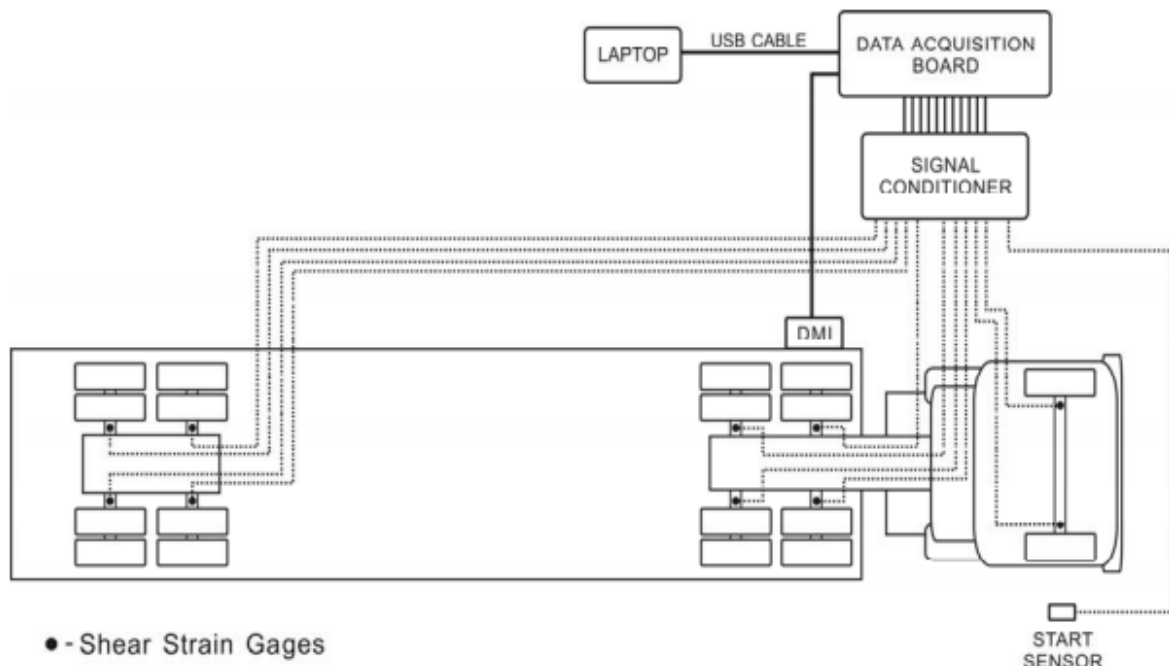 LAPTOP
USB CABLE
DATA ACQUISITION
BOARD
SIGNAL
CONDITIONER
DMI
● - Shear Strain Gages
START
SENSOR